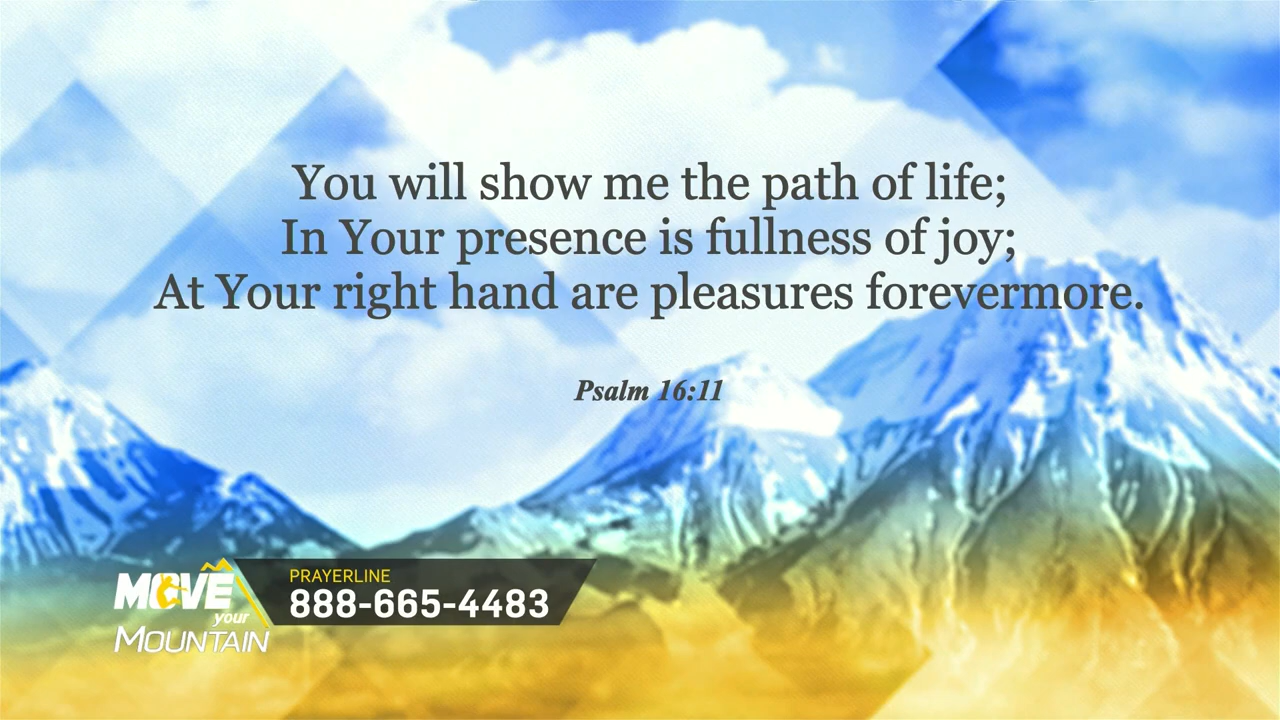 You will show me the path of life;
In Your presence is fullness of joy;
At Your right hand are pleasures forevermore.
Psalm 16:11
MOVE
your
MOUNTAIN
PRAYERLINE
888-665-4483